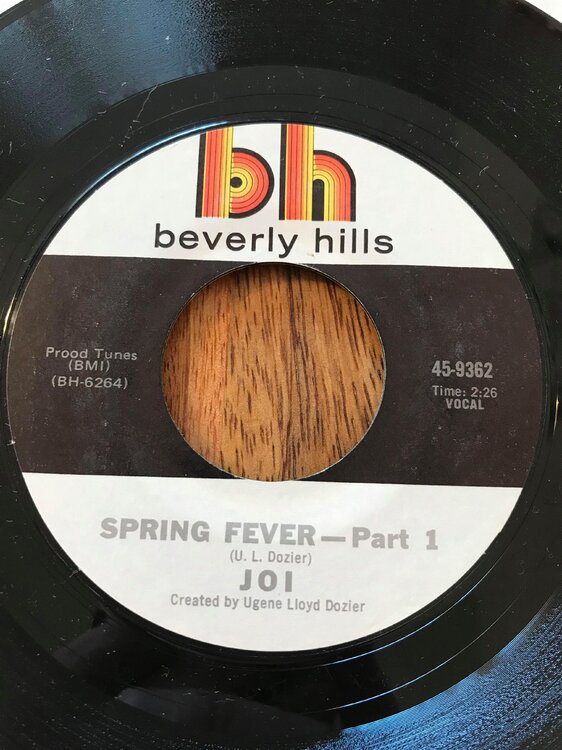 bh
beverly hills
Prood Tunes
(BMI)
(BH-6264)
45-9362
Time: 2:26
VOCAL
SPRING FEVER—Part 1
(U. L. Dozier)
JOI
Created by Ugene Lloyd Dozier